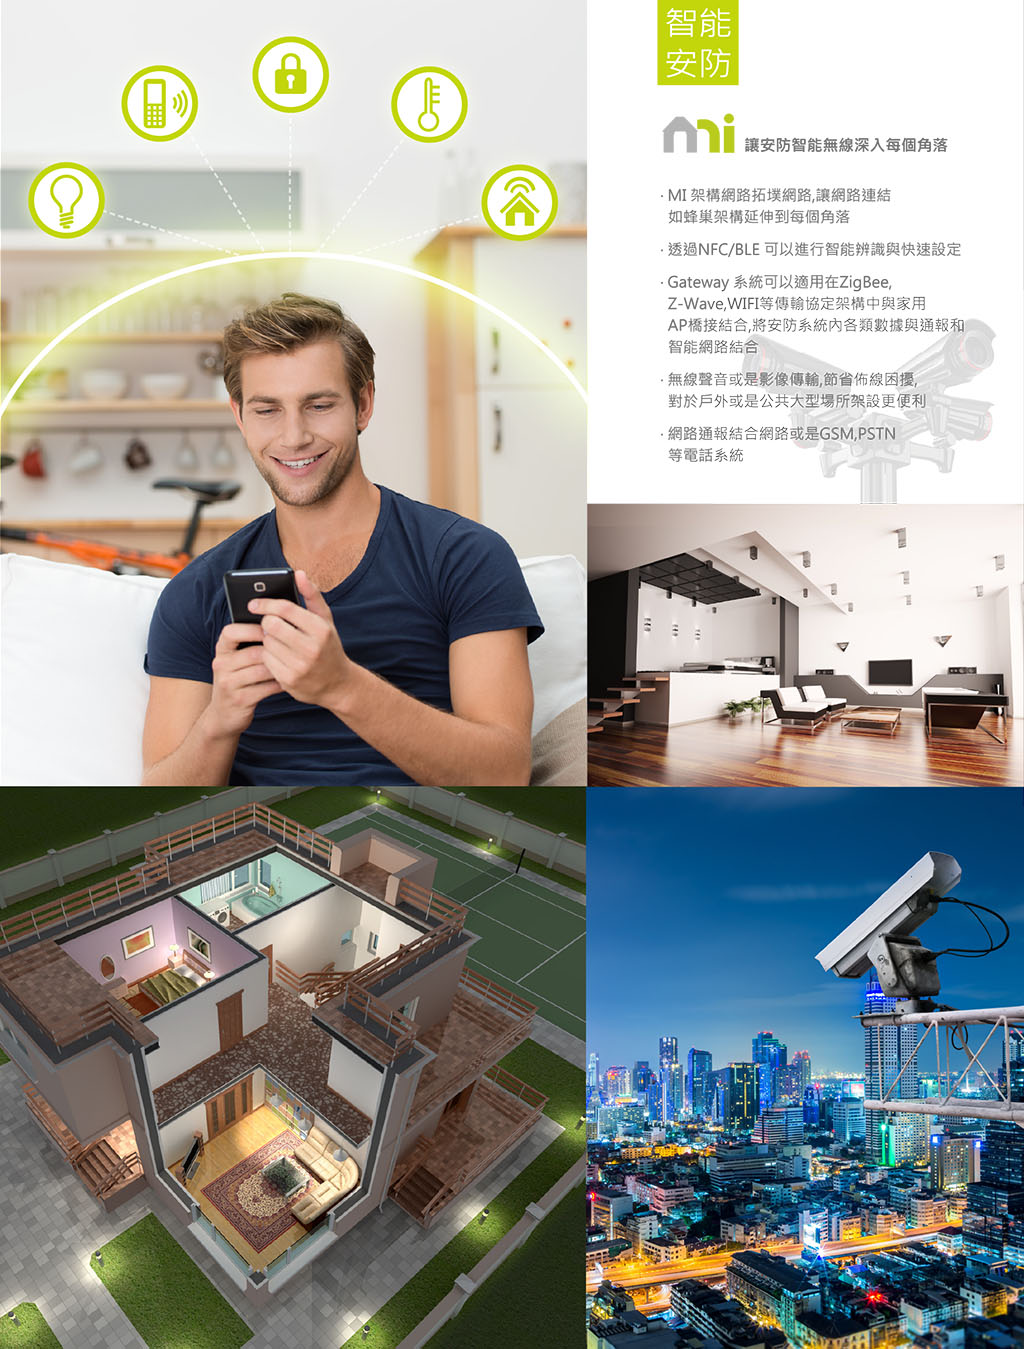 智能
安防
mi 讓安防智能無線深入每個角落
· MI 架構網路拓墣網路,讓網路連結
如蜂巢架構延伸到每個角落
· 透過NFC/BLE 可以進行智能辨識與快速設定
· Gateway 系統可以適用在ZigBee,
Z-Wave,WIFI等傳輸協定架構中與家用
AP橋接結合,將安防系統內各類數據與通報和
智能網路結合
· 無線聲音或是影像傳輸,節省佈線困擾,
對於戶外或是公共大型場所架設更便利
· 網路通報結合網路或是GSM,PSTN
等電話系統